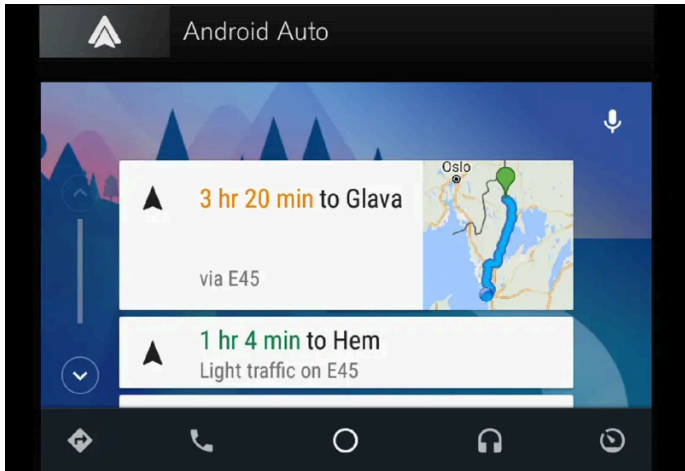 Android Auto
3 hr 20 min to Glava
Oslo
via E45
1 hr 4 min to Hem
Light traffic on E45